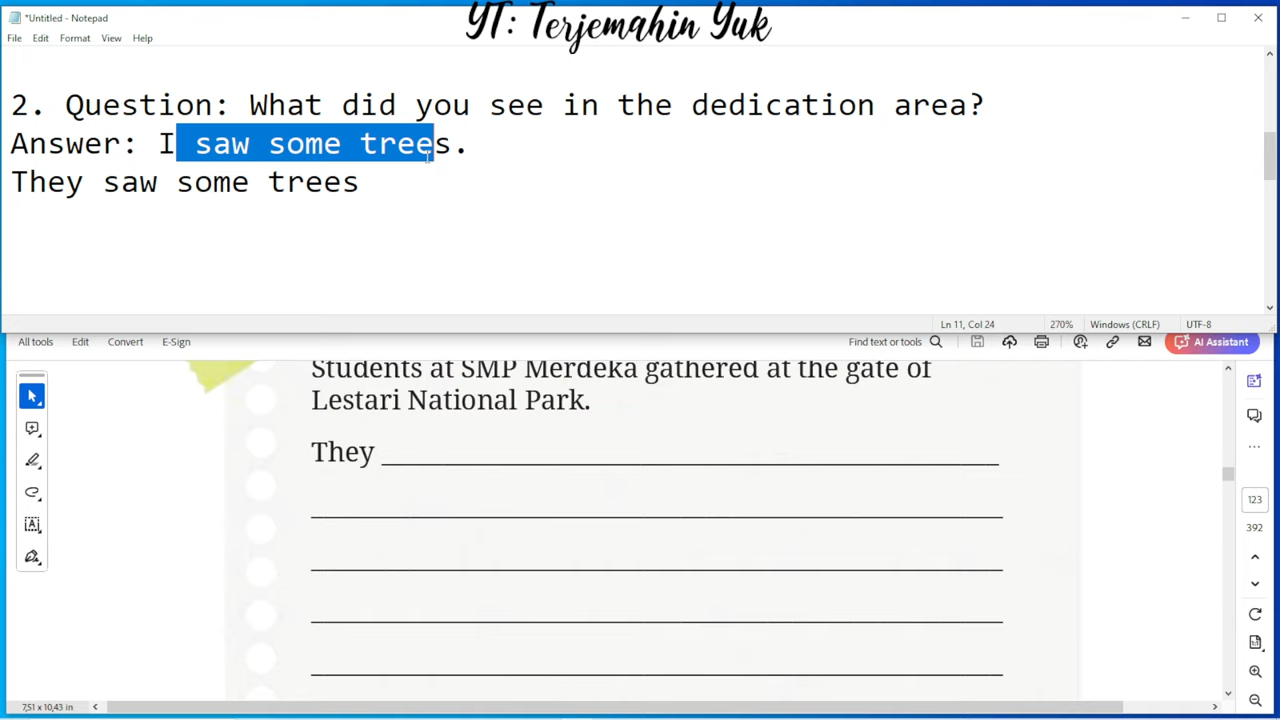 *Untitled - Notepad
YT: Terjemahin Yuk
File Edit Format View Help
2. Question: What did you see in the dedication area?
Answer: I saw some trees.
They saw some trees
Ln 11, Col 24 270% Windows (CRLF) UTF-8
All tools Edit Convert E-Sign Find text or tools AI Assistant
Students at SMP Merdeka gathered at the gate of
Lestari National Park.
They
123
392
7,51 x 10,43 in